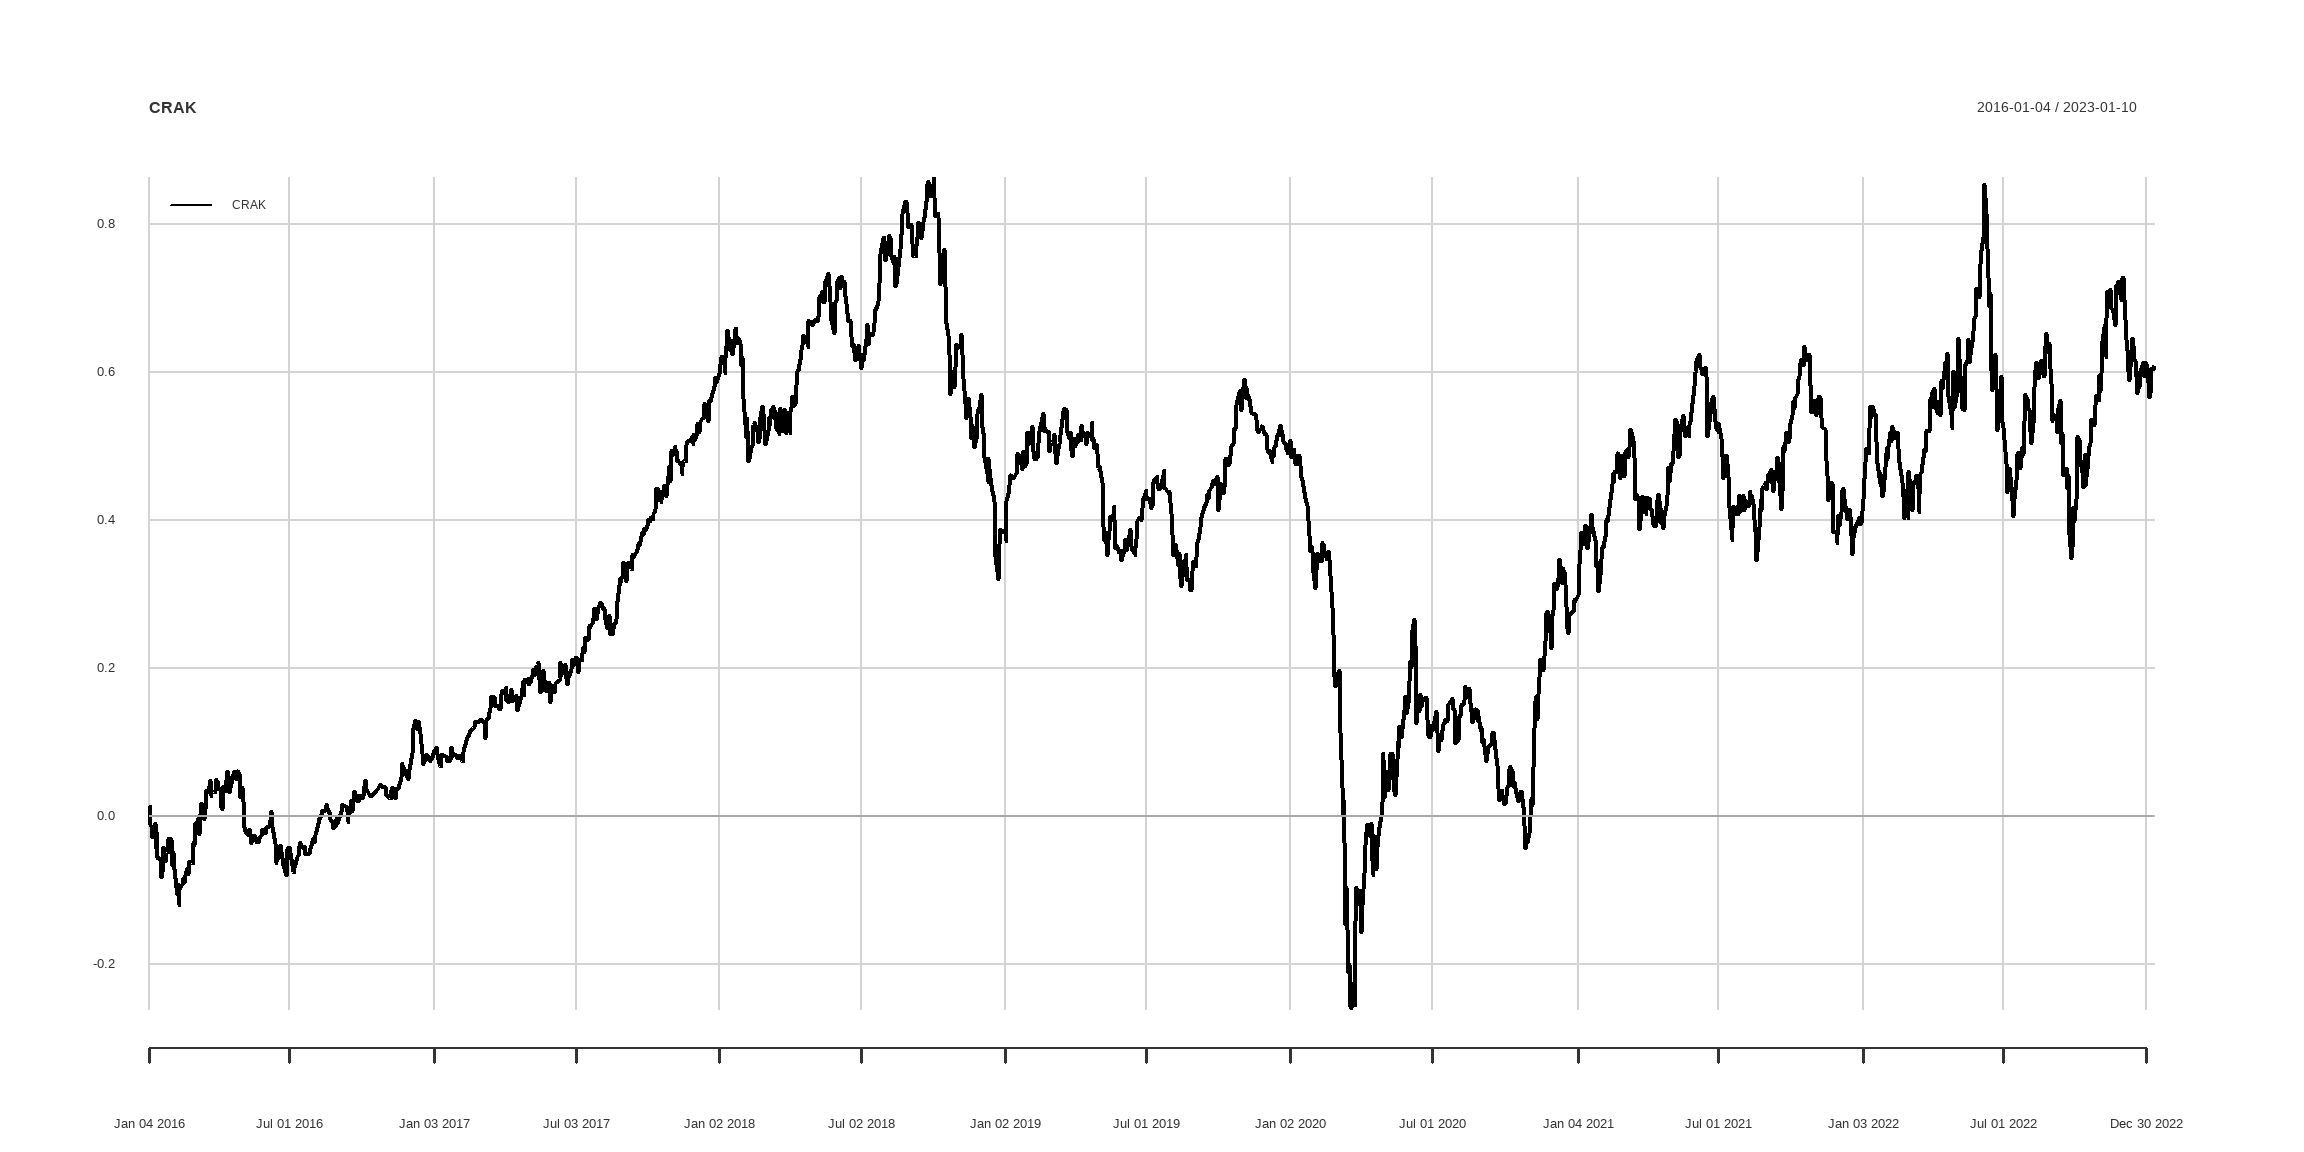 CRAK
2016-01-04 / 2023-01-10
CRAK
0.8
0.6
0.4
0.2
0.0
-0.2
Jan 04 2016
Jul 01 2016
Jan 03 2017
Jul 03 2017
Jan 02 2018
Jul 02 2018
Jan 02 2019
Jul 01 2019
Jan 02 2020
Jul 01 2020
Jan 04 2021
Jul 01 2021
Jan 03 2022
Jul 01 2022
Dec 30 2022